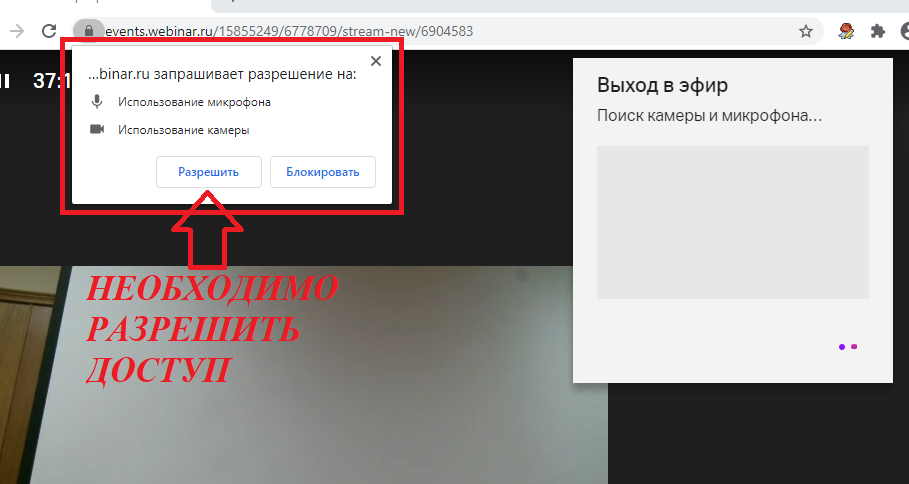 events.webinar.ru/15855249/6778709/stream-new/6904583
...binar.ru запрашивает разрешение на:
Использование микрофона
Использование камеры
Разрешить
Блокировать
37:1
Выход в эфир
Поиск камеры и микрофона...
НЕОБХОДИМО
РАЗРЕШИТЬ
ДОСТУП